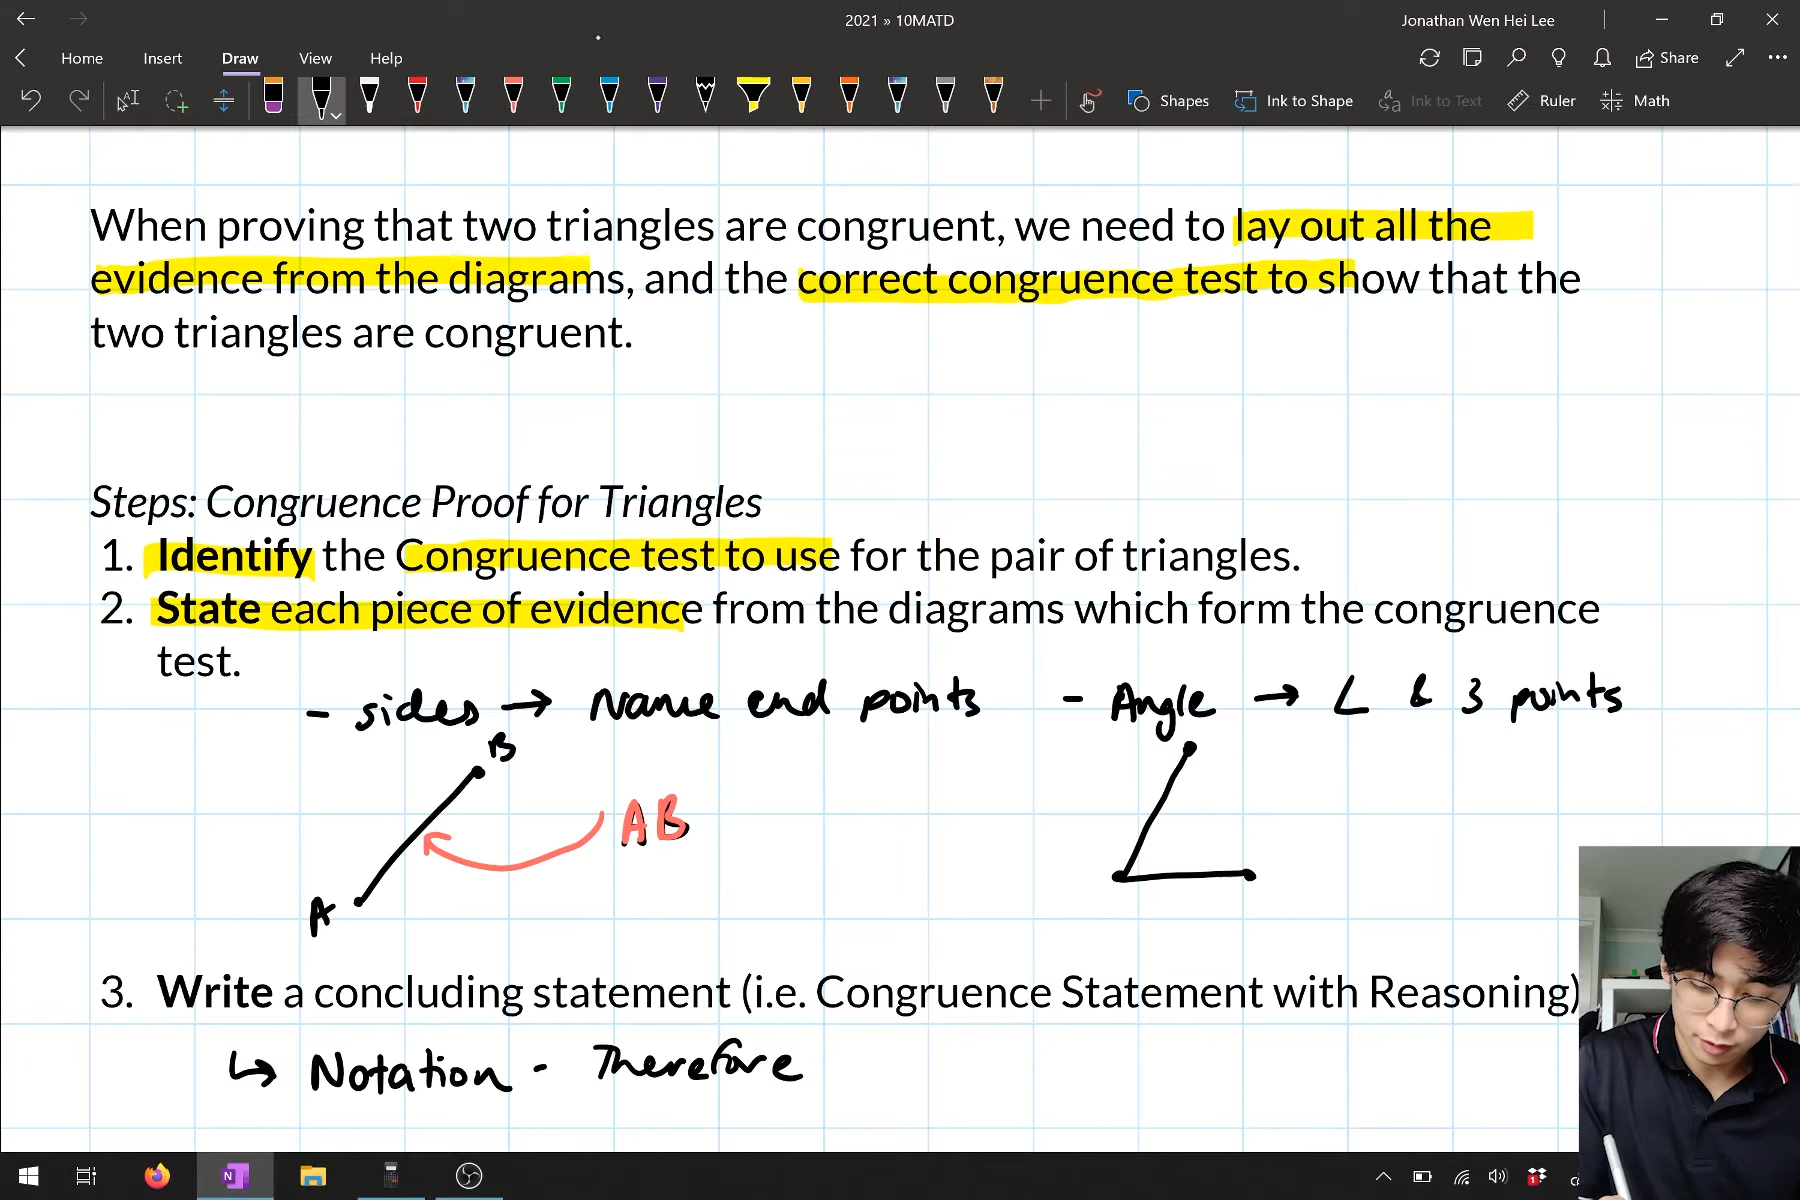 2021 » 10MATD
Jonathan Wen Hei Lee
Home Insert Draw View Help
Share
Shapes Ink to Shape Ink to Text Ruler Math
When proving that two triangles are congruent, we need to lay out all the
evidence from the diagrams, and the correct congruence test to show that the
two triangles are congruent.
Steps: Congruence Proof for Triangles
1. Identify the Congruence test to use for the pair of triangles.
2. State each piece of evidence from the diagrams which form the congruence
test.
- sides → Name end points
- Angle → ∠ & 3 points
B
AB
A
3. Write a concluding statement (i.e. Congruence Statement with Reasoning)
↳ Notation - Therefore